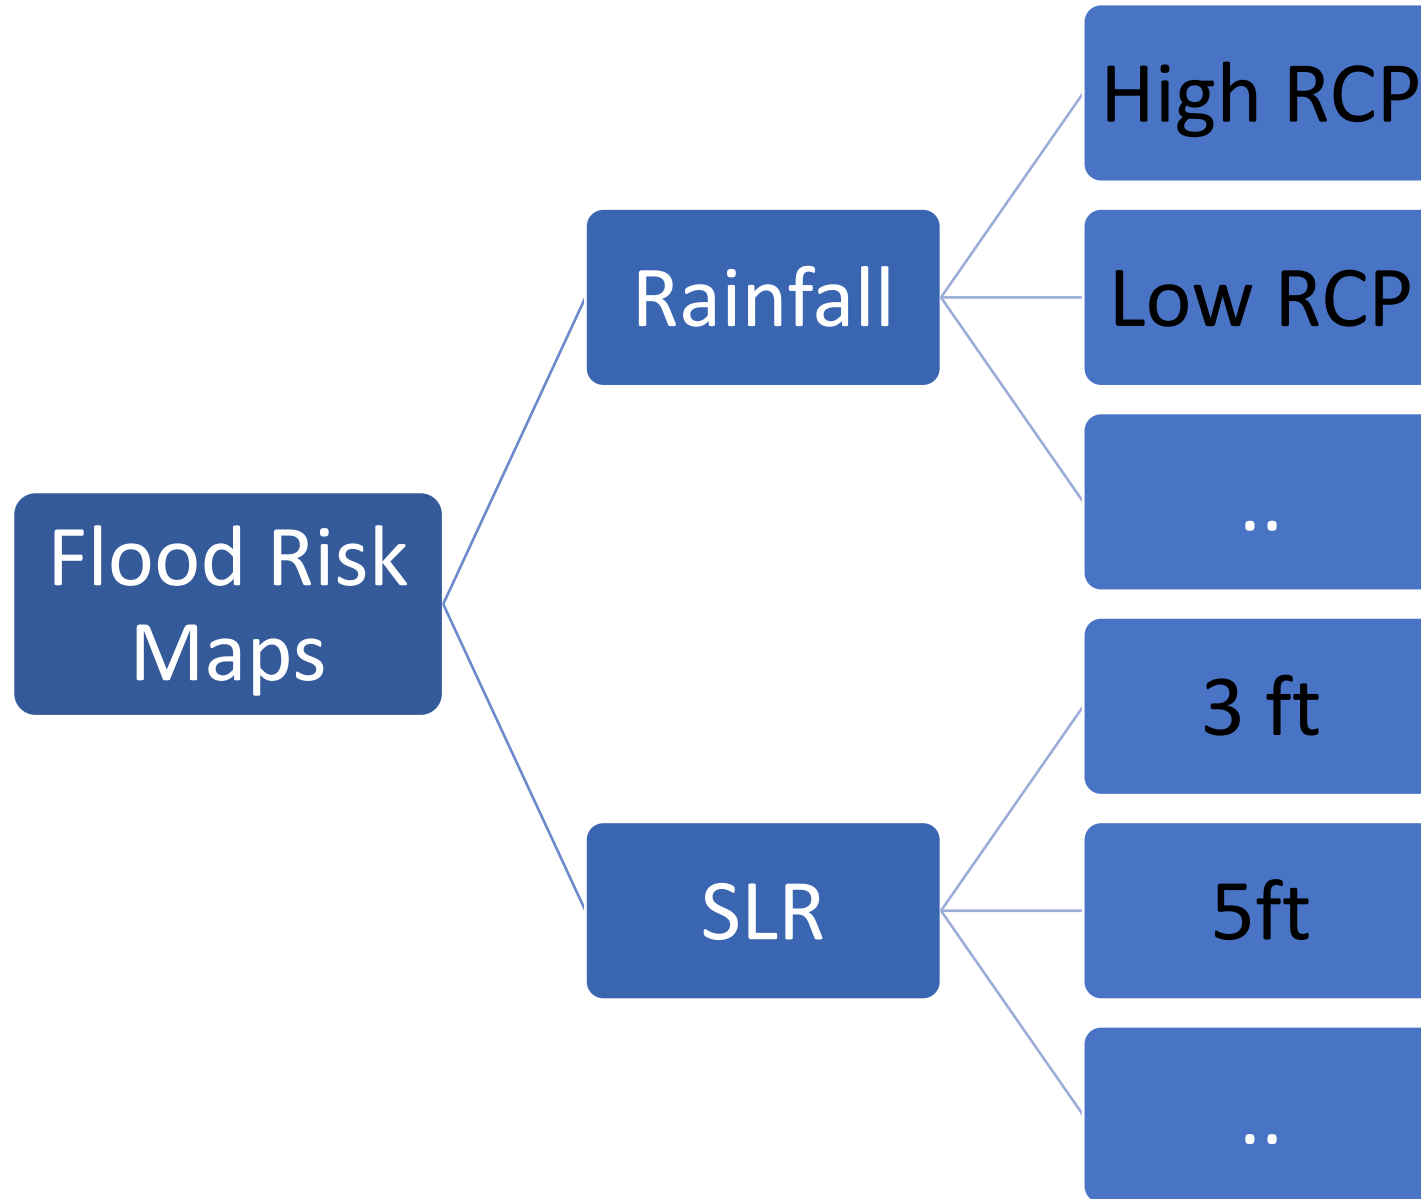 Flood Risk
Maps
Rainfall
High RCP
Low RCP
..
SLR
3 ft
5ft
..